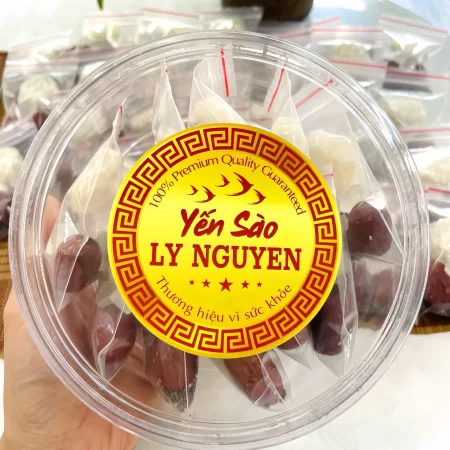 100% Premium Quality Guaranteed
Yến Sào
LY NGUYEN
Thương hiệu vì sức khỏe